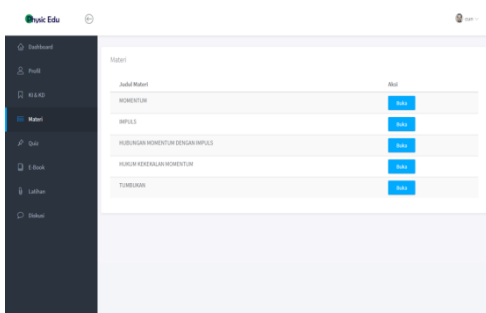 Physic Edu
Dashboard
Profil
KI & KD
Materi
Quiz
E-Book
Latihan
Diskusi
Materi
Judul Materi Aksi
MOMENTUM Buka
IMPULS Buka
HUBUNGAN MOMENTUM DENGAN IMPULS Buka
HUKUM KEKEKALAN MOMENTUM Buka
TUMBUKAN Buka